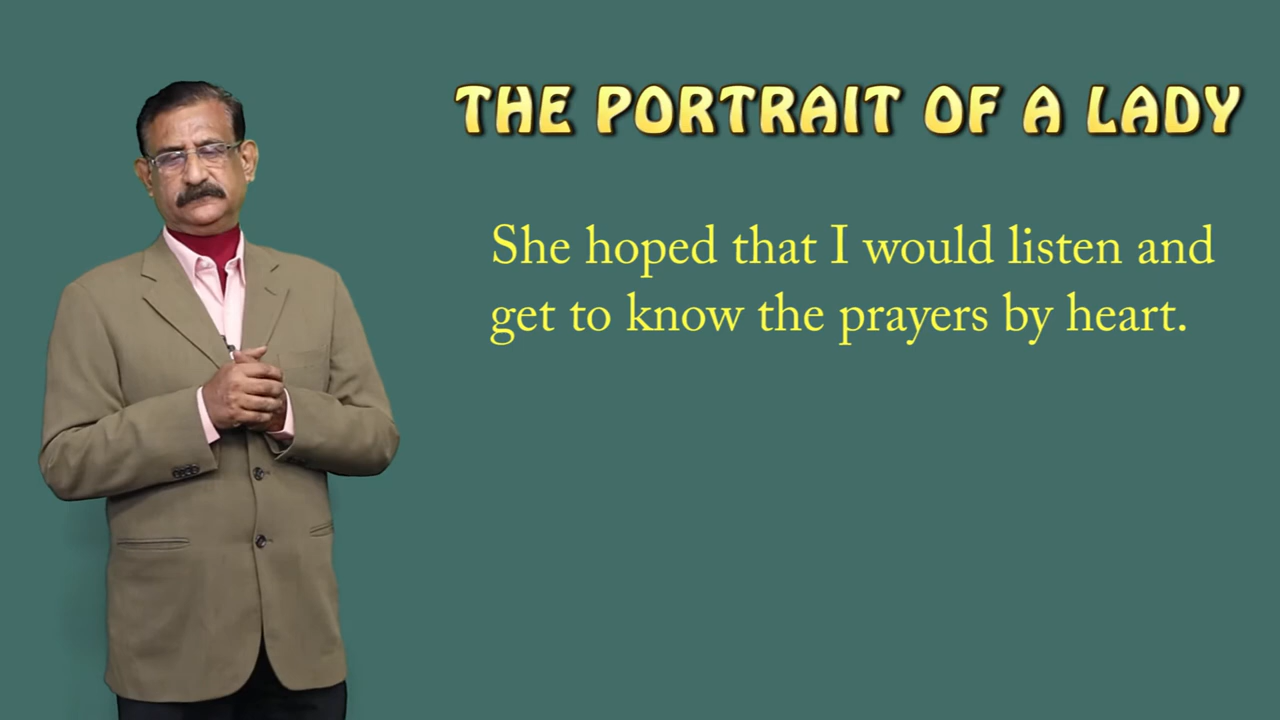 THE PORTRAIT OF A LADY
She hoped that I would listen and
get to know the prayers by heart.